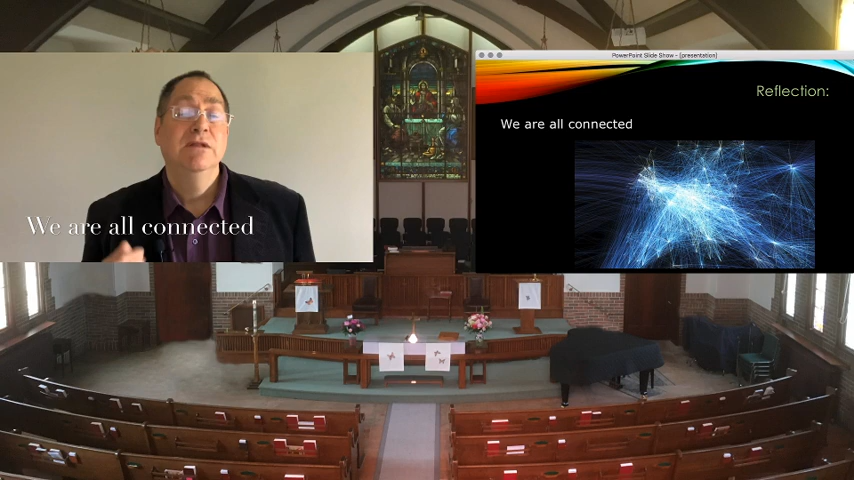 PowerPoint Slide Show - [presentation]
Reflection:
We are all connected
We are all connected